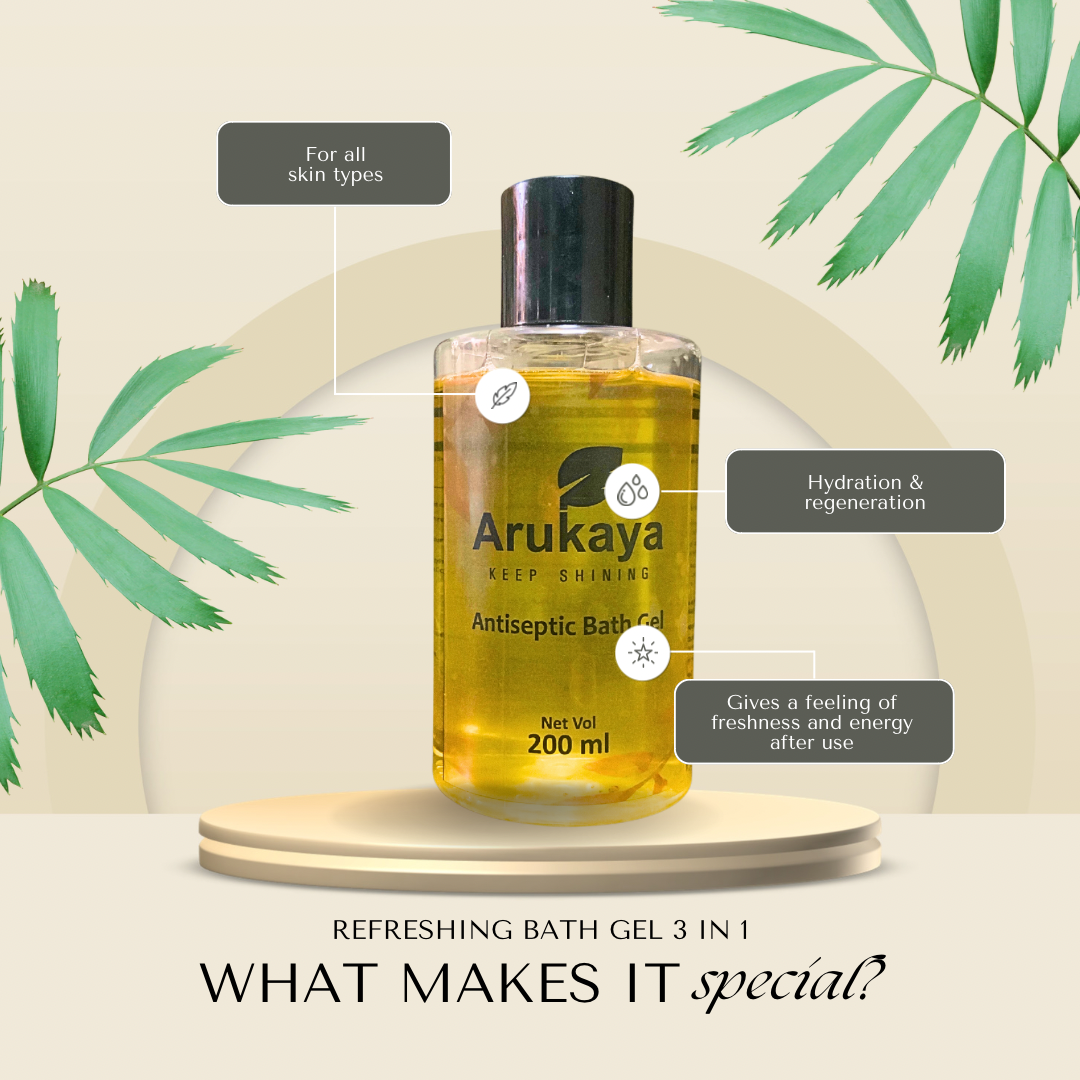 For all
skin types
Hydration &
regeneration
Arukaya
KEEP SHINING
Antiseptic Bath Gel
Gives a feeling of
freshness and energy
after use
Net Vol
200 ml
REFRESHING BATH GEL 3 IN 1
WHAT MAKES IT special?